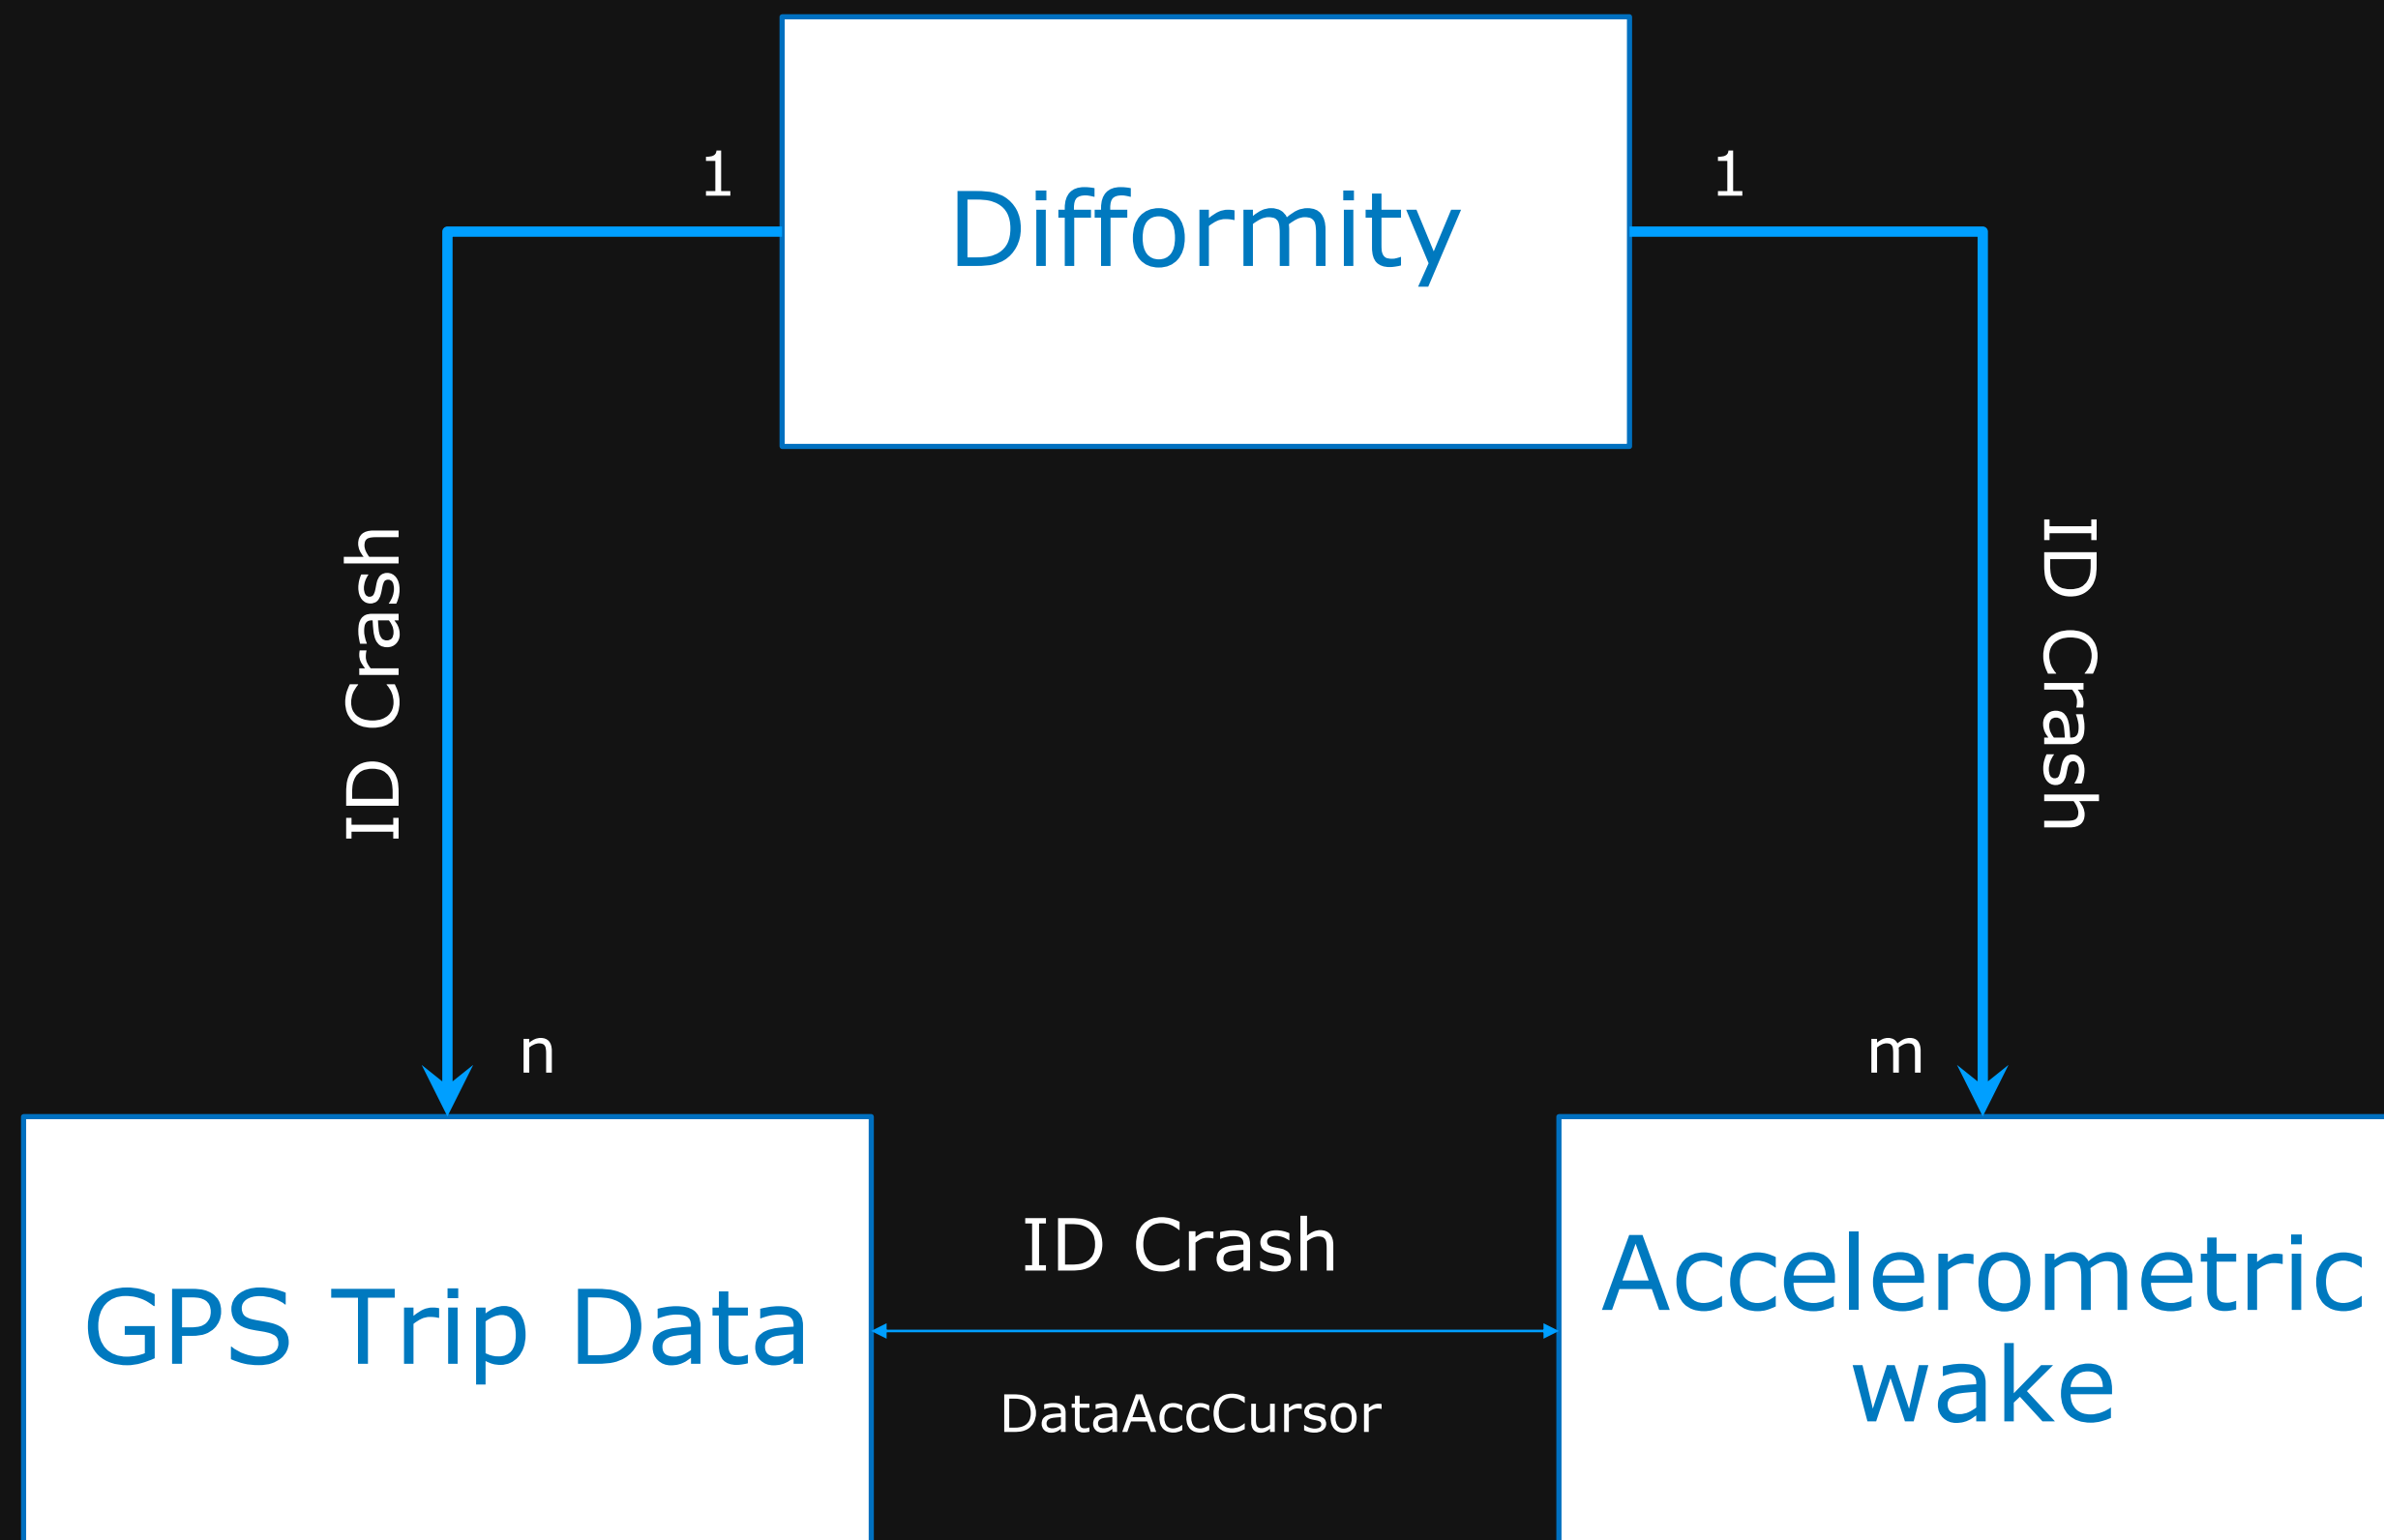 1
1
Difformity
ID Crash
ID Crash
n
m
ID Crash
GPS Trip Data
Accelerometric
wake
DataAccCursor